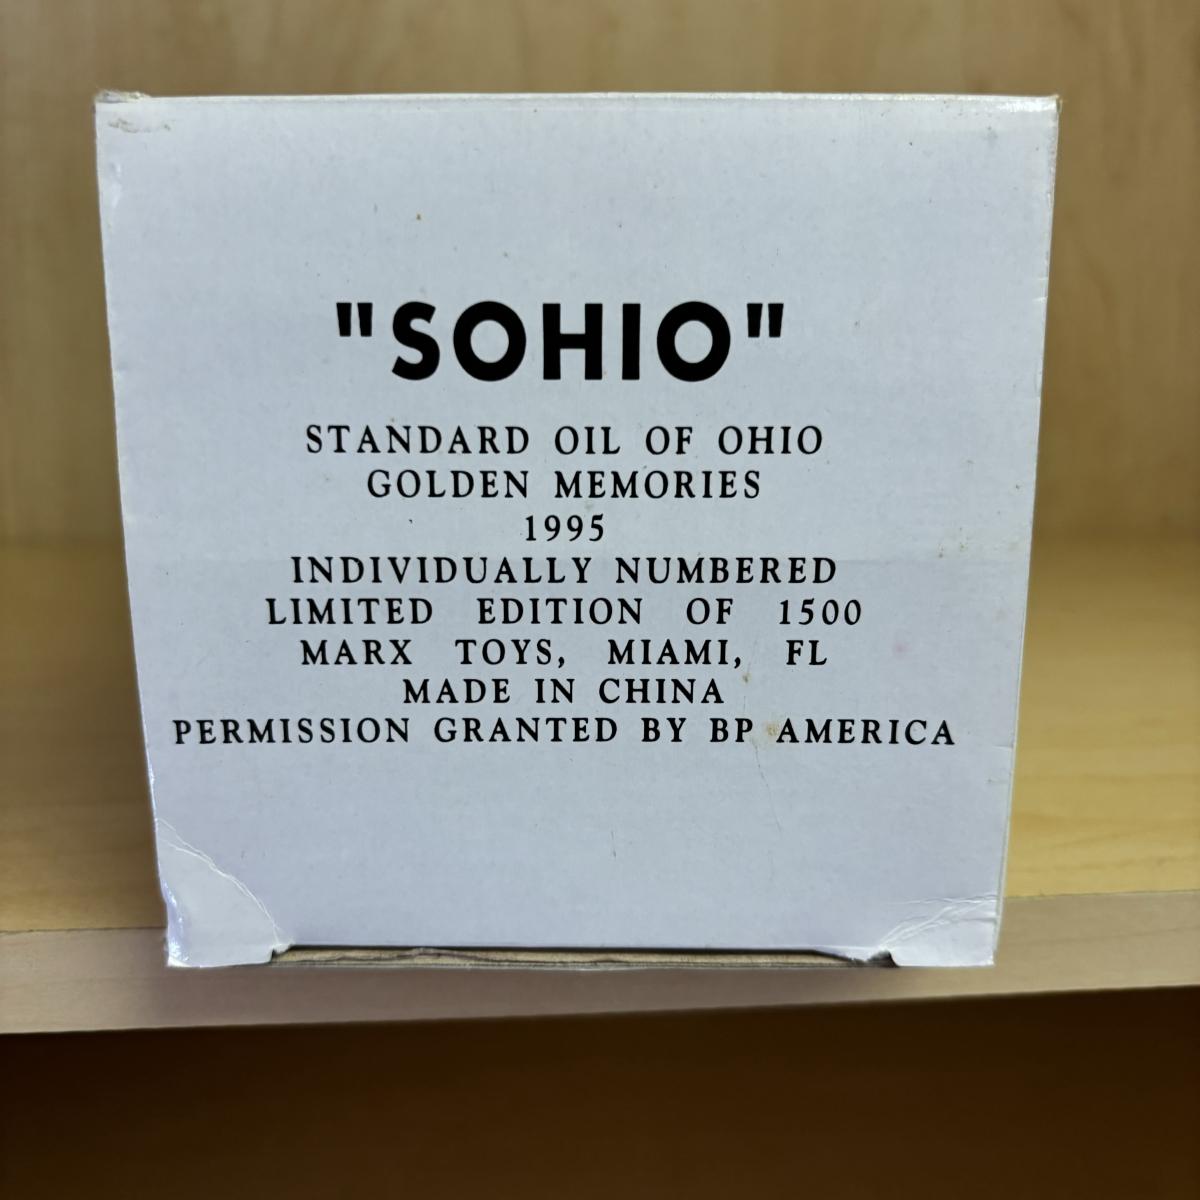 "SOHIO"
STANDARD OIL OF OHIO
GOLDEN MEMORIES
1995
INDIVIDUALLY NUMBERED
LIMITED EDITION OF 1500
MARX TOYS, MIAMI, FL
MADE IN CHINA
PERMISSION GRANTED BY BP AMERICA